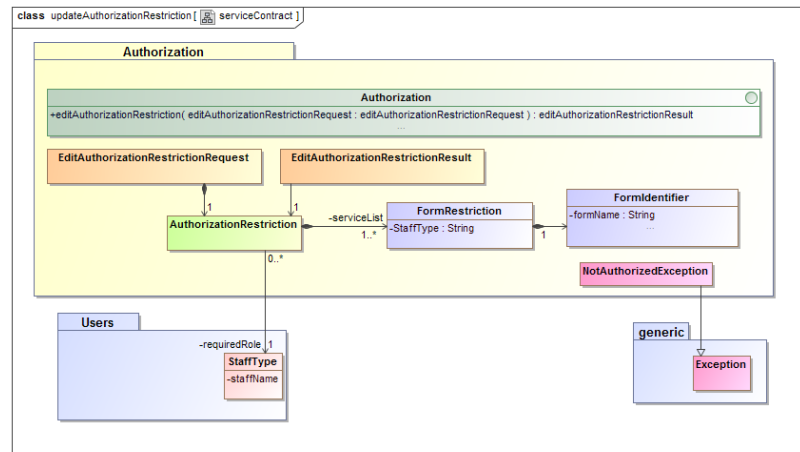 class updateAuthorizationRestriction [ serviceContract ]
Authorization
Authorization
+editAuthorizationRestriction( editAuthorizationRestrictionRequest : editAuthorizationRestrictionRequest ) : editAuthorizationRestrictionResult
...
EditAuthorizationRestrictionRequest
EditAuthorizationRestrictionResult
1
1
AuthorizationRestriction
-serviceList
1..*
FormRestriction
-StaffType : String
1
FormIdentifier
-formName : String
...
0..*
NotAuthorizedException
Users
-requiredRole 1
StaffType
-staffName
generic
Exception